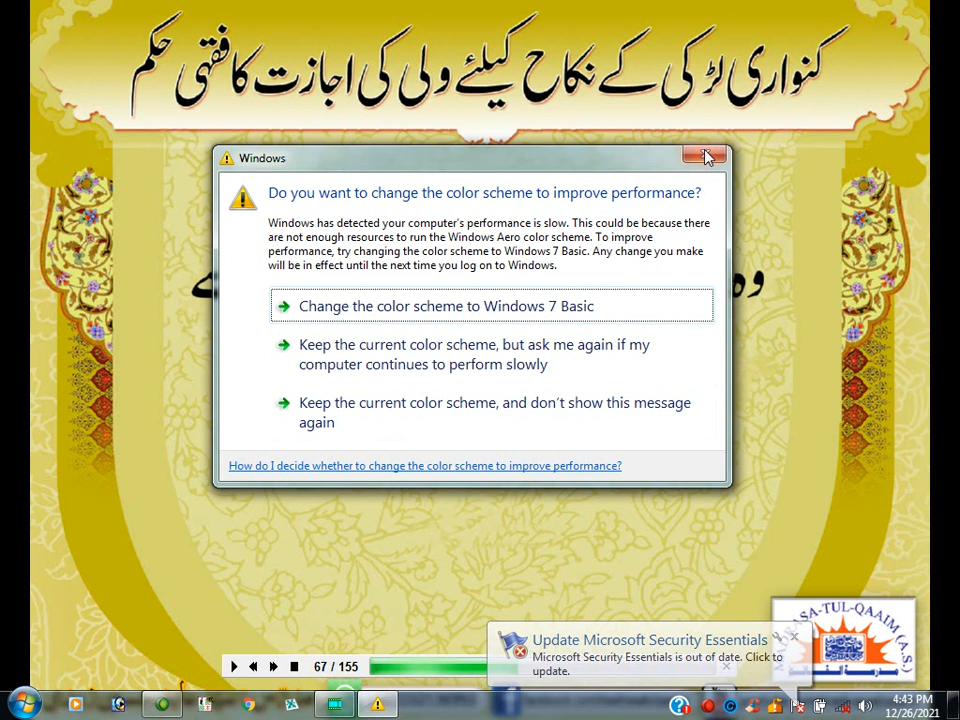 کنواری لڑکی کے نکاح کیلئے ولی کی اجازت کا فقہی حکم
Windows
Do you want to change the color scheme to improve performance?
Windows has detected your computer's performance is slow. This could be because there
are not enough resources to run the Windows Aero color scheme. To improve
performance, try changing the color scheme to Windows 7 Basic. Any change you make
will be in effect until the next time you log on to Windows.
وہ
Change the color scheme to Windows 7 Basic
Keep the current color scheme, but ask me again if my
computer continues to perform slowly
Keep the current color scheme, and don't show this message
again
How do I decide whether to change the color scheme to improve performance?
Update Microsoft Security Essentials
Microsoft Security Essentials is out of date. Click to
update.
67 / 155
ASA-TUL-QAAIM (A.S)
4:43 PM
12/26/2021